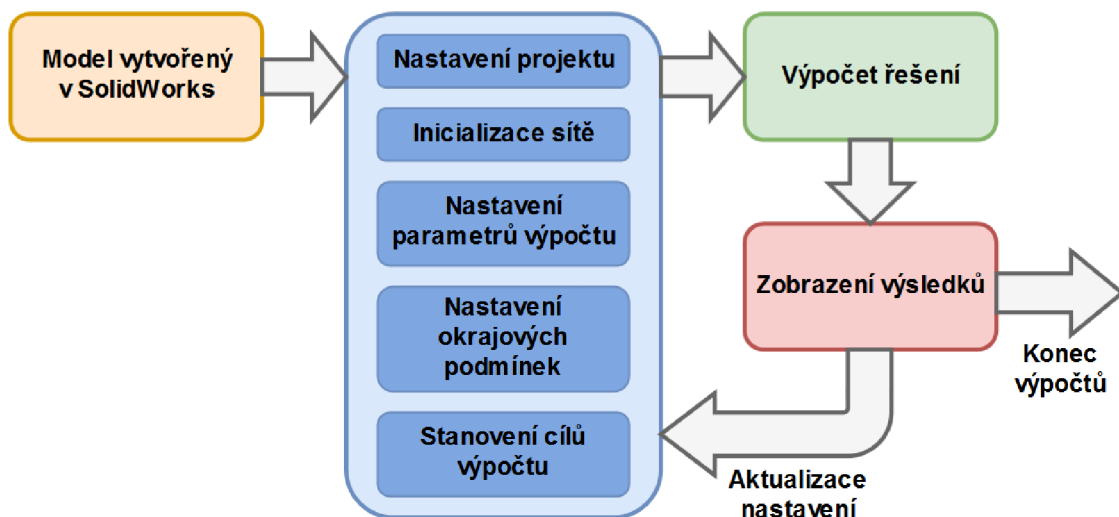 Model vytvořený
v SolidWorks
Nastavení projektu
Inicializace sítě
Nastavení
parametrů výpočtu
Nastavení
okrajových
podmínek
Stanovení cílů
výpočtu
Výpočet řešení
Zobrazení výsledků
Konec
výpočtů
Aktualizace
nastavení